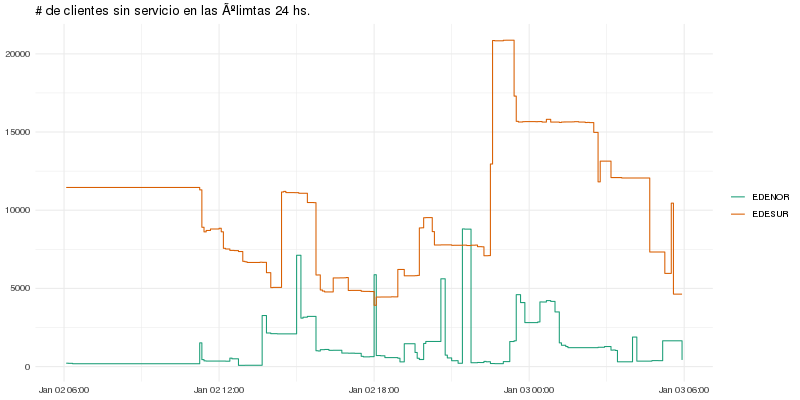 # de clientes sin servicio en las Ãºlimtas 24 hs.
20000
15000
10000
5000
0
Jan 02 06:00
Jan 02 12:00
Jan 02 18:00
Jan 03 00:00
Jan 03 06:00
EDENOR
EDESUR